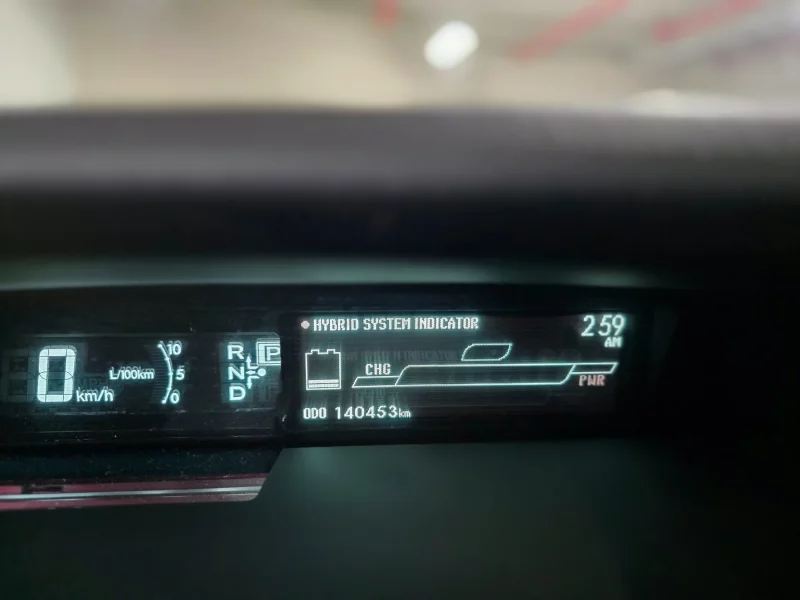 HYBRID SYSTEM INDICATOR
2:59
AM
0
km/h
L/100km
10
5
0
R
N
D
P
CHG
PWR
ODO 140453km